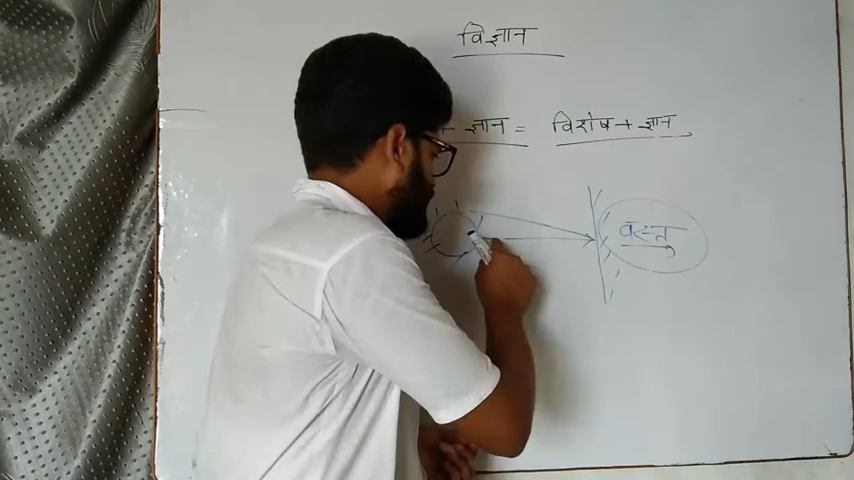 विज्ञान
+ ज्ञान = विशेष + ज्ञान
वस्तु